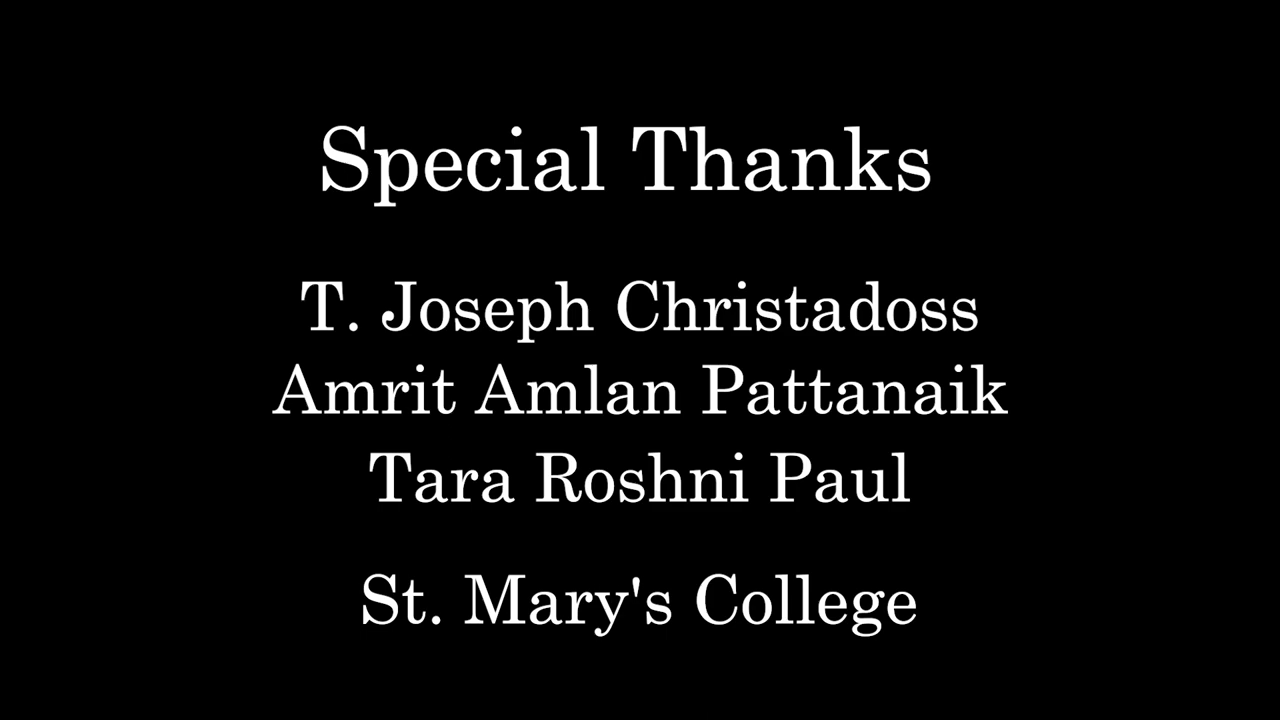 Special Thanks
T. Joseph Christadoss
Amrit Amlan Pattanaik
Tara Roshni Paul
St. Mary's College